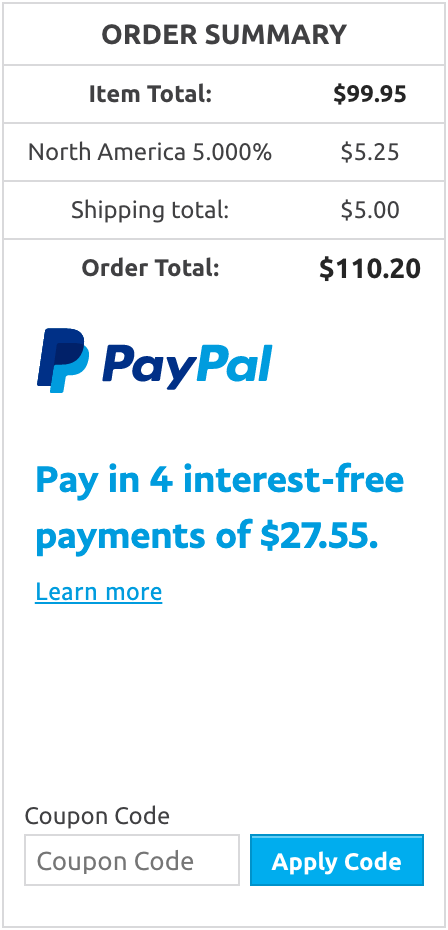 ORDER SUMMARY
Item Total: $99.95
North America 5.000% $5.25
Shipping total: $5.00
Order Total: $110.20
PayPal
Pay in 4 interest-free
payments of $27.55.
Learn more
Coupon Code
Coupon Code Apply Code